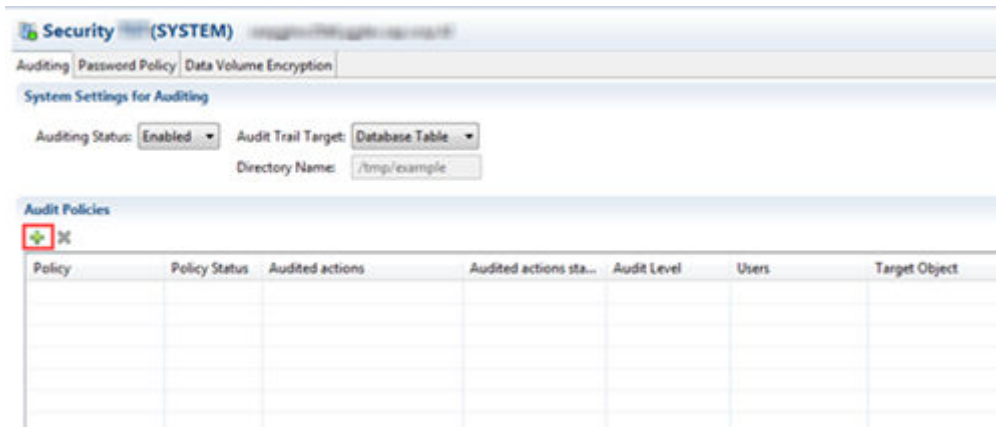 Security (SYSTEM)
Auditing Password Policy Data Volume Encryption
System Settings for Auditing
Auditing Status: Enabled Audit Trail Target: Database Table
Directory Name: /tmp/example
Audit Policies
Policy Policy Status Audited actions Audited actions sta... Audit Level Users Target Object